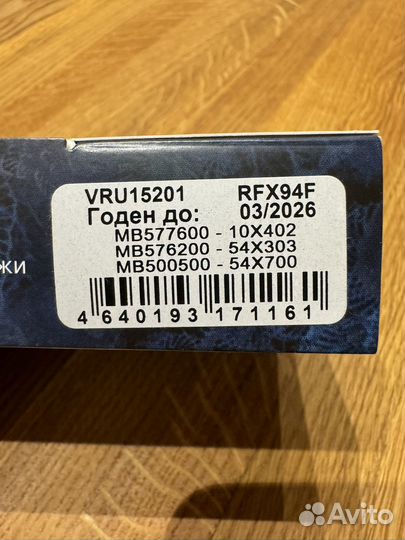 VRU15201 RFX94F
Годен до: 03/2026
MB577600 - 10X402
MB576200 - 54X303
MB500500 - 54X700
жи
4 640193 171161
Avito